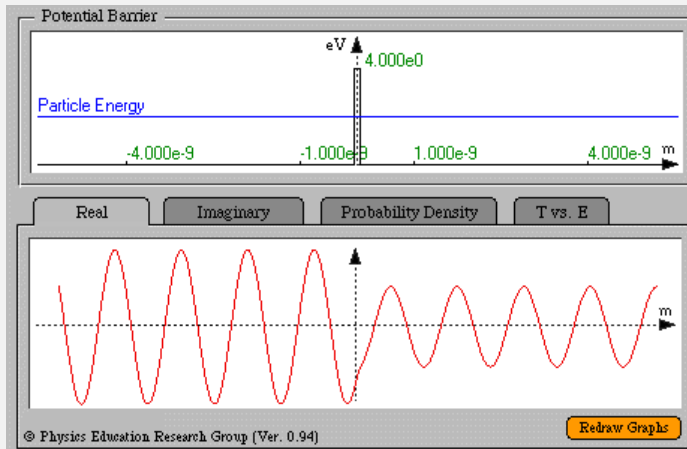 Potential Barrier
eV
4.000e0
Particle Energy
-4.000e-9 -1.000e-9 1.000e-9 4.000e-9 m
Real Imaginary Probability Density T vs. E
m
© Physics Education Research Group (Ver. 0.94) Redraw Graphs